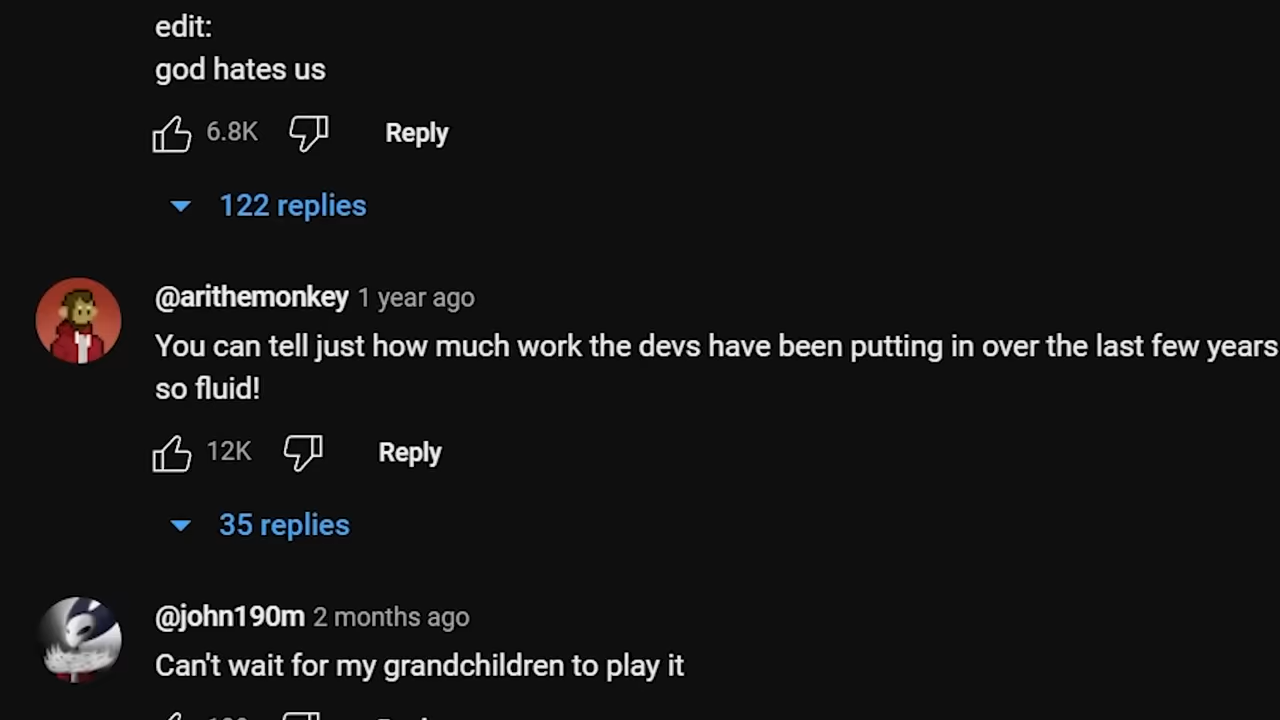 edit:
god hates us
6.8K Reply
122 replies
@arithemonkey 1 year ago
You can tell just how much work the devs have been putting in over the last few years
so fluid!
12K Reply
35 replies
@john190m 2 months ago
Can't wait for my grandchildren to play it